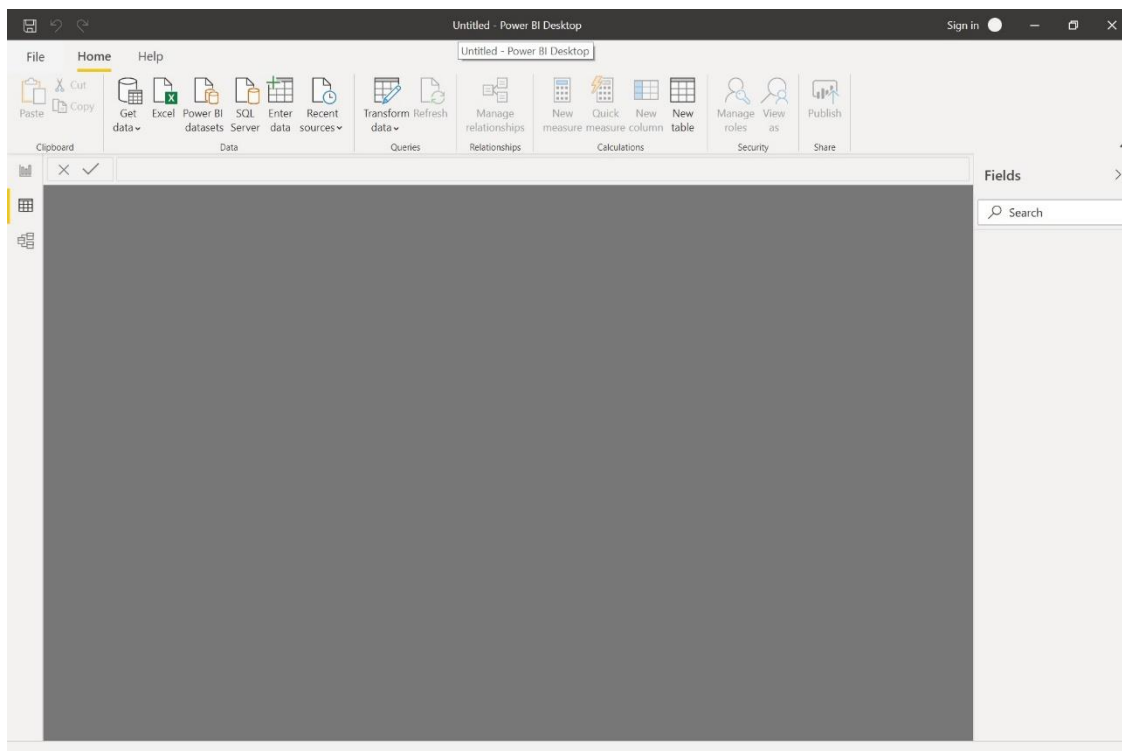 Untitled - Power BI Desktop
Sign in
Untitled - Power BI Desktop
File Home Help
Paste
Cut
Copy
Clipboard
Get data
Excel
Power BI datasets
SQL Server
Enter data
Recent sources
Data
Transform data
Refresh
Queries
Manage relationships
Relationships
New measure
Quick measure
New column
New table
Calculations
Manage roles
View as
Security
Publish
Share
Fields
Search